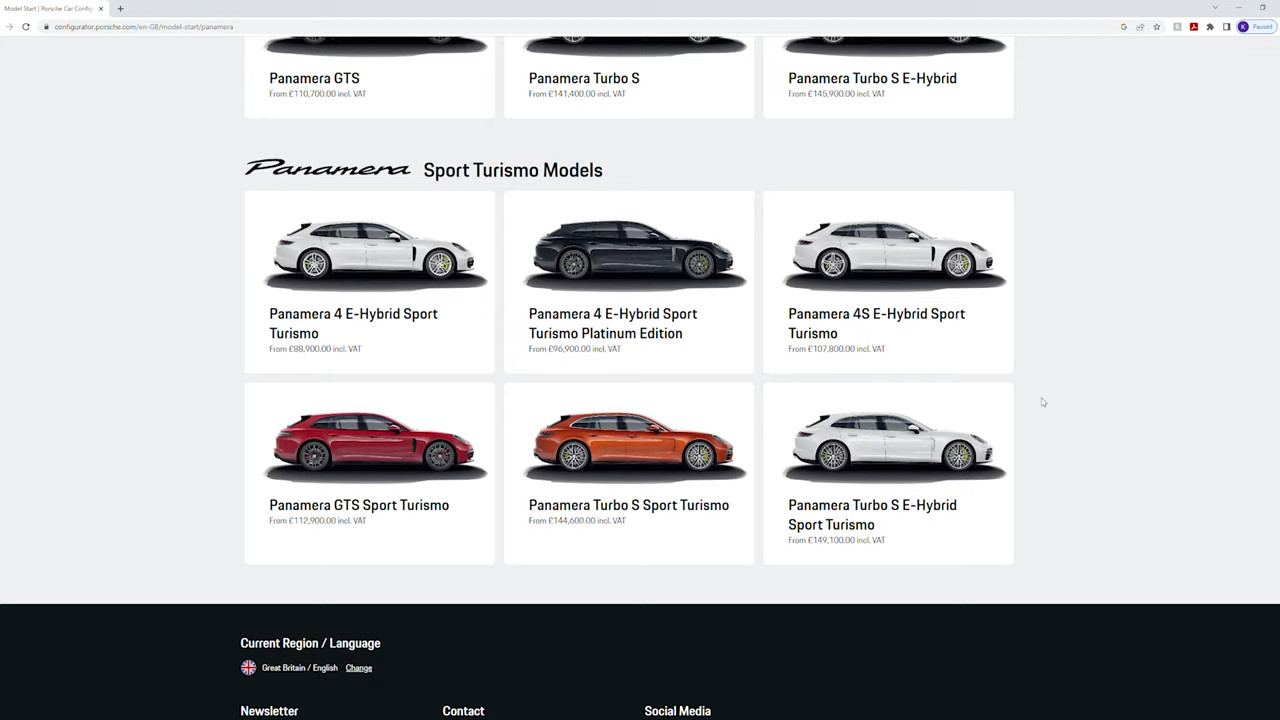 Model Start | Porsche Car Config
configurator.porsche.com/en-GB/model-start/panamera
G
K
Paused
Panamera GTS
From £110,700.00 incl. VAT
Panamera Turbo S
From £141,400.00 incl. VAT
Panamera Turbo S E-Hybrid
From £145,900.00 incl. VAT
Panamera Sport Turismo Models
Panamera 4 E-Hybrid Sport
Turismo
From £88,900.00 incl. VAT
Panamera 4 E-Hybrid Sport
Turismo Platinum Edition
From £96,900.00 incl. VAT
Panamera 4S E-Hybrid Sport
Turismo
From £107,800.00 incl. VAT
Panamera GTS Sport Turismo
From £112,900.00 incl. VAT
Panamera Turbo S Sport Turismo
From £144,600.00 incl. VAT
Panamera Turbo S E-Hybrid
Sport Turismo
From £149,100.00 incl. VAT
Current Region / Language
Great Britain / English Change
Newsletter
Contact
Social Media